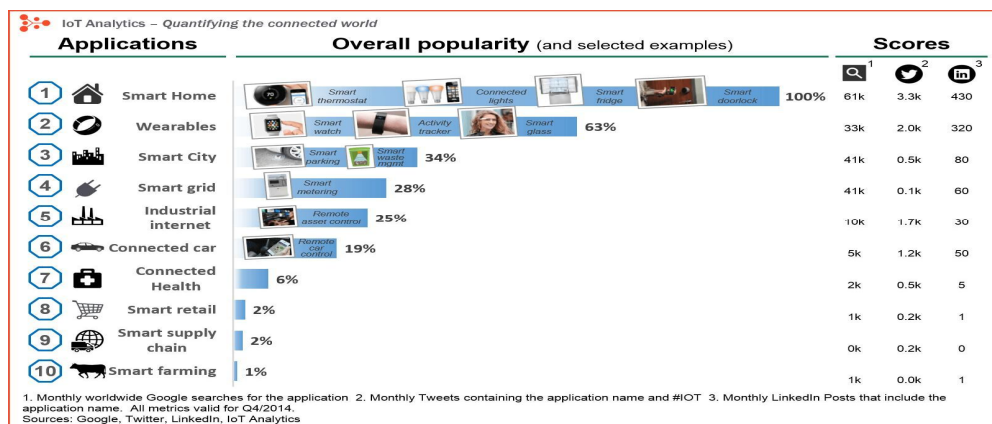 IoT Analytics – Quantifying the connected world
Applications Overall popularity (and selected examples) Scores
1 2 3
1 Smart Home Smart thermostat Connected lights Smart fridge Smart doorlock 100% 61k 3.3k 430
2 Wearables Smart watch Activity tracker Smart glass 63% 33k 2.0k 320
3 Smart City Smart parking Smart waste mgmt 34% 41k 0.5k 80
4 Smart grid Smart metering 28% 41k 0.1k 60
5 Industrial internet Remote asset control 25% 10k 1.7k 30
6 Connected car Remote car control 19% 5k 1.2k 50
7 Connected Health 6% 2k 0.5k 5
8 Smart retail 2% 1k 0.2k 1
9 Smart supply chain 2% 0k 0.2k 0
10 Smart farming 1% 1k 0.0k 1
1. Monthly worldwide Google searches for the application 2. Monthly Tweets containing the application name and #IOT 3. Monthly LinkedIn Posts that include the
application name. All metrics valid for Q4/2014.
Sources: Google, Twitter, LinkedIn, IoT Analytics